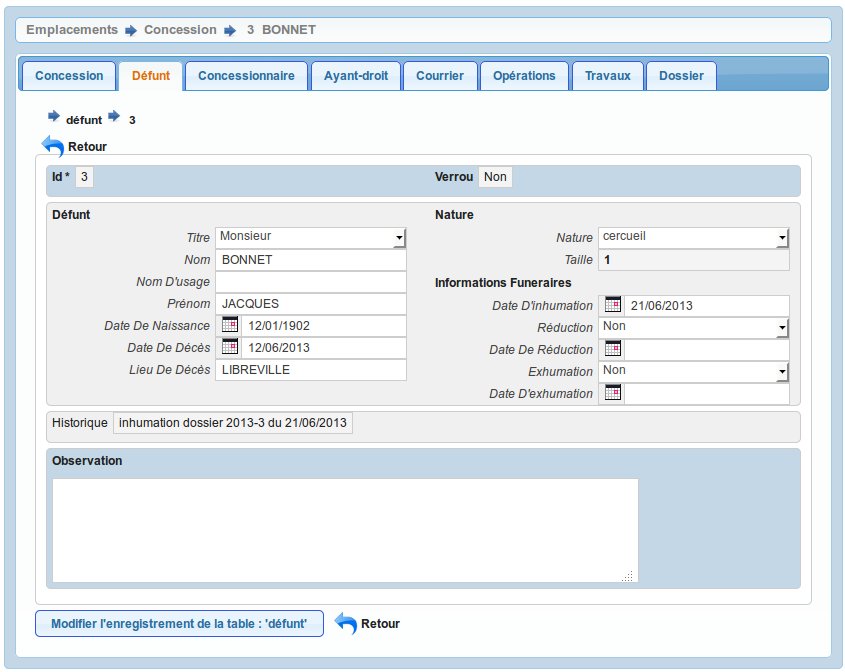 Emplacements Concession 3 BONNET
Concession Défunt Concessionnaire Ayant-droit Courrier Opérations Travaux Dossier
défunt 3
Retour
Id * 3 Verrou Non
Défunt
Titre Monsieur
Nom BONNET
Nom D'usage
Prénom JACQUES
Date De Naissance 12/01/1902
Date De Décès 12/06/2013
Lieu De Décès LIBREVILLE
Nature
Nature cercueil
Taille 1
Informations Funeraires
Date D'inhumation 21/06/2013
Réduction Non
Date De Réduction
Exhumation Non
Date D'exhumation
Historique inhumation dossier 2013-3 du 21/06/2013
Observation
Modifier l'enregistrement de la table : 'défunt' Retour